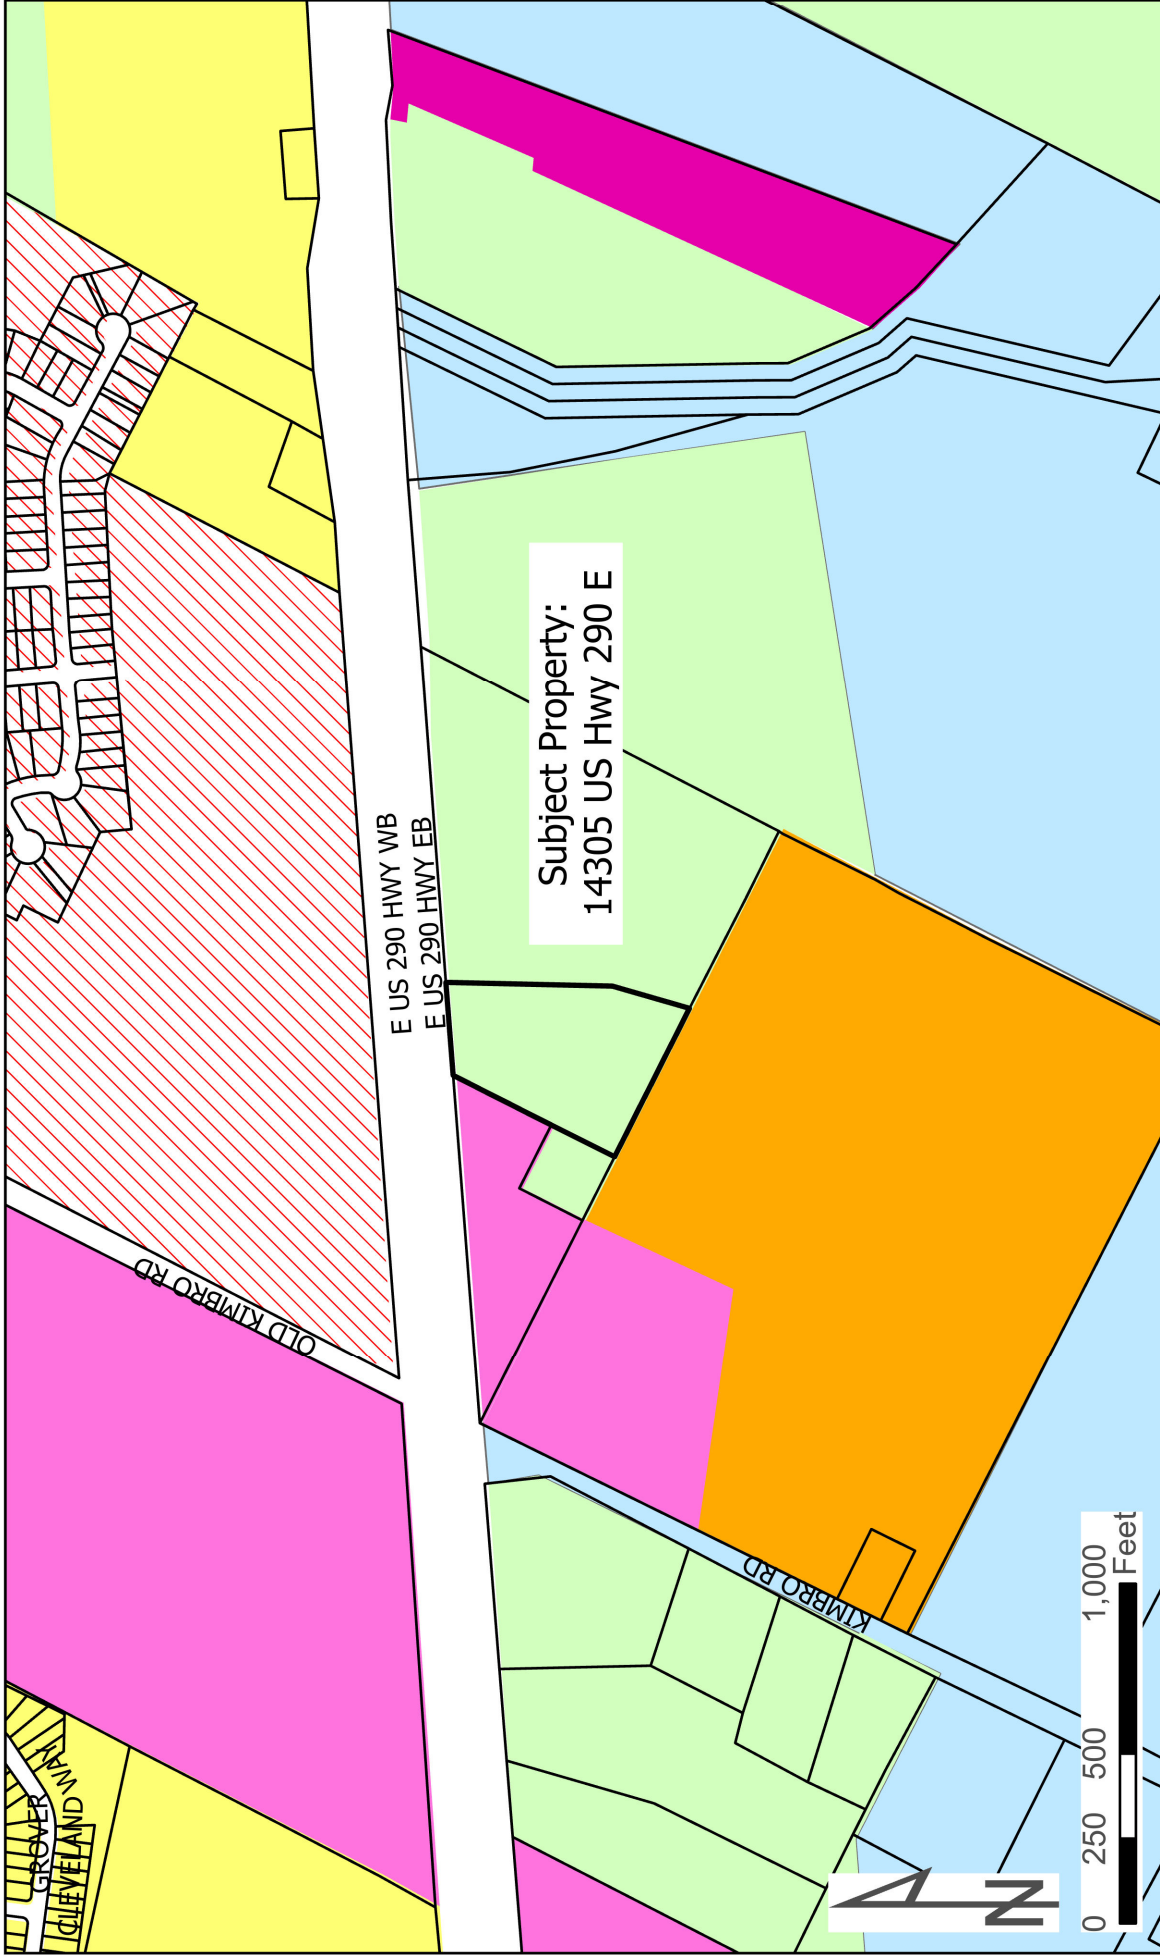 GROVER
CLEVELAND WAY
OLD KIMBRO RD
E US 290 HWY WB
E US 290 HWY EB
Subject Property:
14305 US Hwy 290 E
KIMBRO RD
N
0 250 500 1,000
Feet